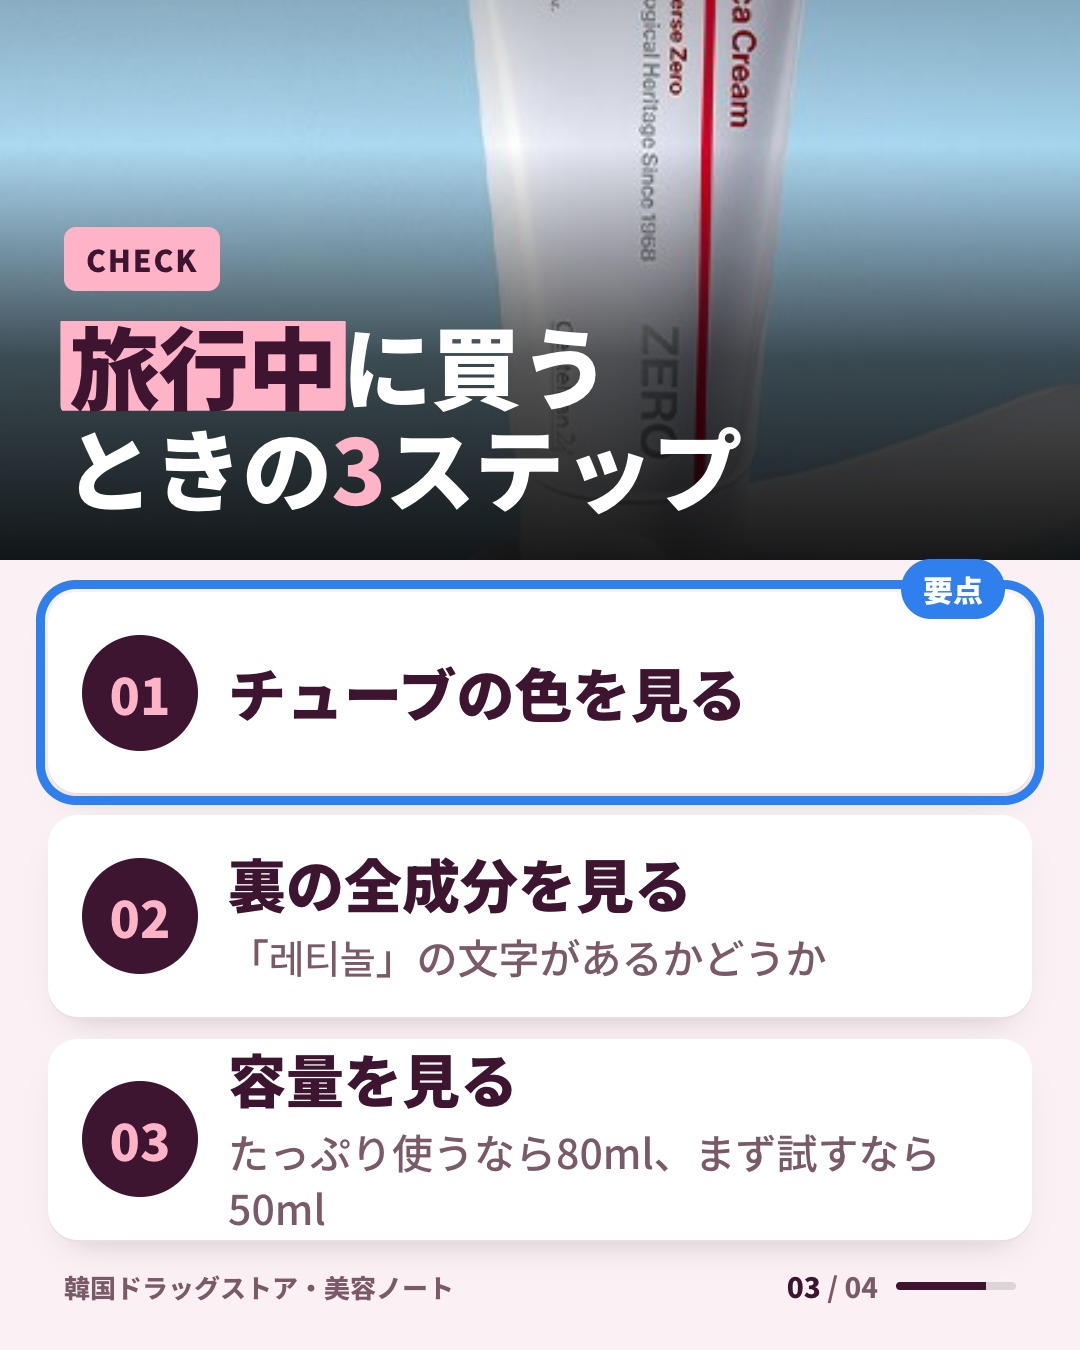 ca Cream
erse Zero
ogical Heritage Since 1968
ZERO
CHECK
旅行中に買う
ときの3ステップ
要点
01
チューブの色を見る
02
裏の全成分を見る
「레티놀」の文字があるかどうか
03
容量を見る
たっぷり使うなら80ml、まず試すなら
50ml
韓国ドラッグストア・美容ノート
03 / 04